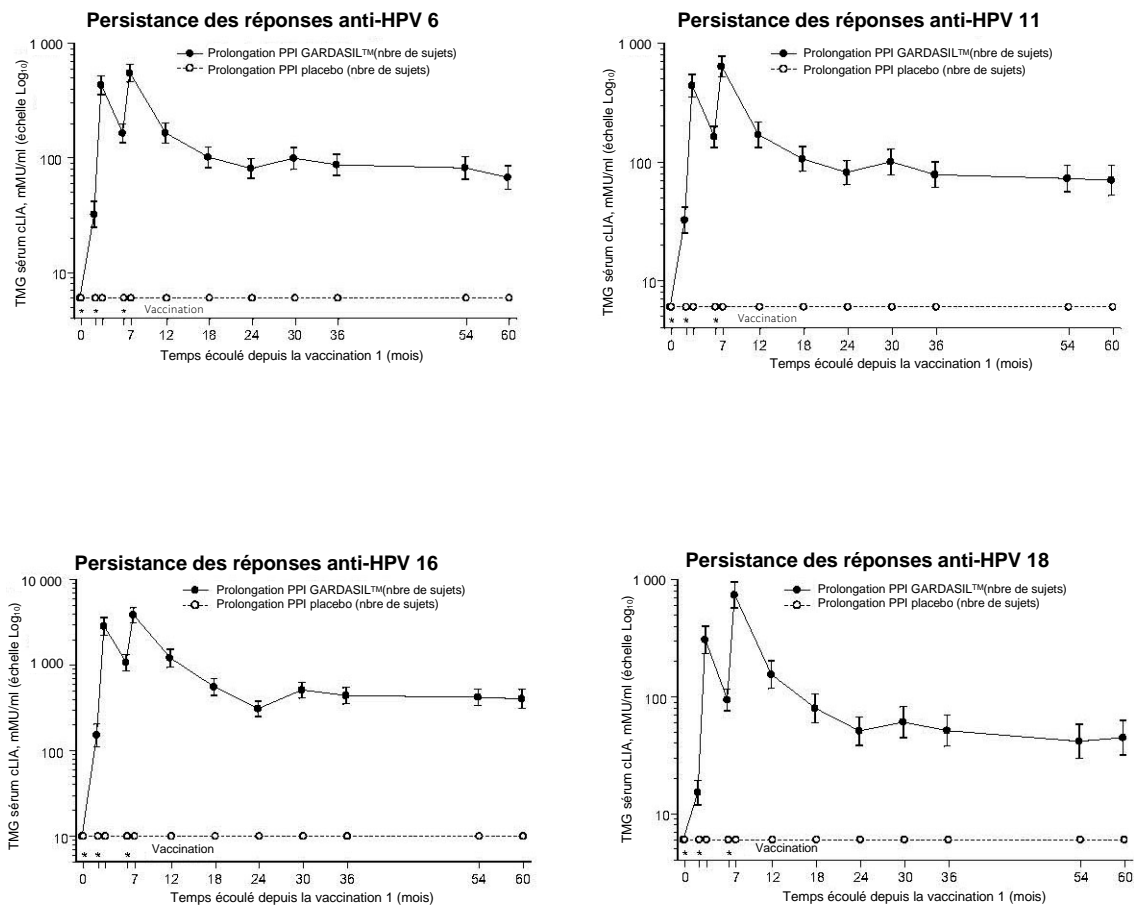 Persistance des réponses anti-HPV 6
1 000
100
10
TMG sérum cLIA, mMU/ml (échelle Log₁₀)
Prolongation PPI GARDASIL™(nbre de sujets)
Prolongation PPI placebo (nbre de sujets)
* * * Vaccination
0 7 12 18 24 30 36 54 60
Temps écoulé depuis la vaccination 1 (mois)
Persistance des réponses anti-HPV 11
1 000
100
10
TMG sérum cLIA, mMU/ml (échelle Log₁₀)
Prolongation PPI GARDASIL™(nbre de sujets)
Prolongation PPI placebo (nbre de sujets)
* * * Vaccination
0 7 12 18 24 30 36 54 60
Temps écoulé depuis la vaccination 1 (mois)
Persistance des réponses anti-HPV 16
10 000
1 000
100
10
TMG sérum cLIA, mMU/ml (échelle Log₁₀)
Prolongation PPI GARDASIL™(nbre de sujets)
Prolongation PPI placebo (nbre de sujets)
* * * Vaccination
0 7 12 18 24 30 36 54 60
Temps écoulé depuis la vaccination 1 (mois)
Persistance des réponses anti-HPV 18
1 000
100
10
TMG sérum cLIA, mMU/ml (échelle Log₁₀)
Prolongation PPI GARDASIL™(nbre de sujets)
Prolongation PPI placebo (nbre de sujets)
* * * Vaccination
0 7 12 18 24 30 36 54 60
Temps écoulé depuis la vaccination 1 (mois)